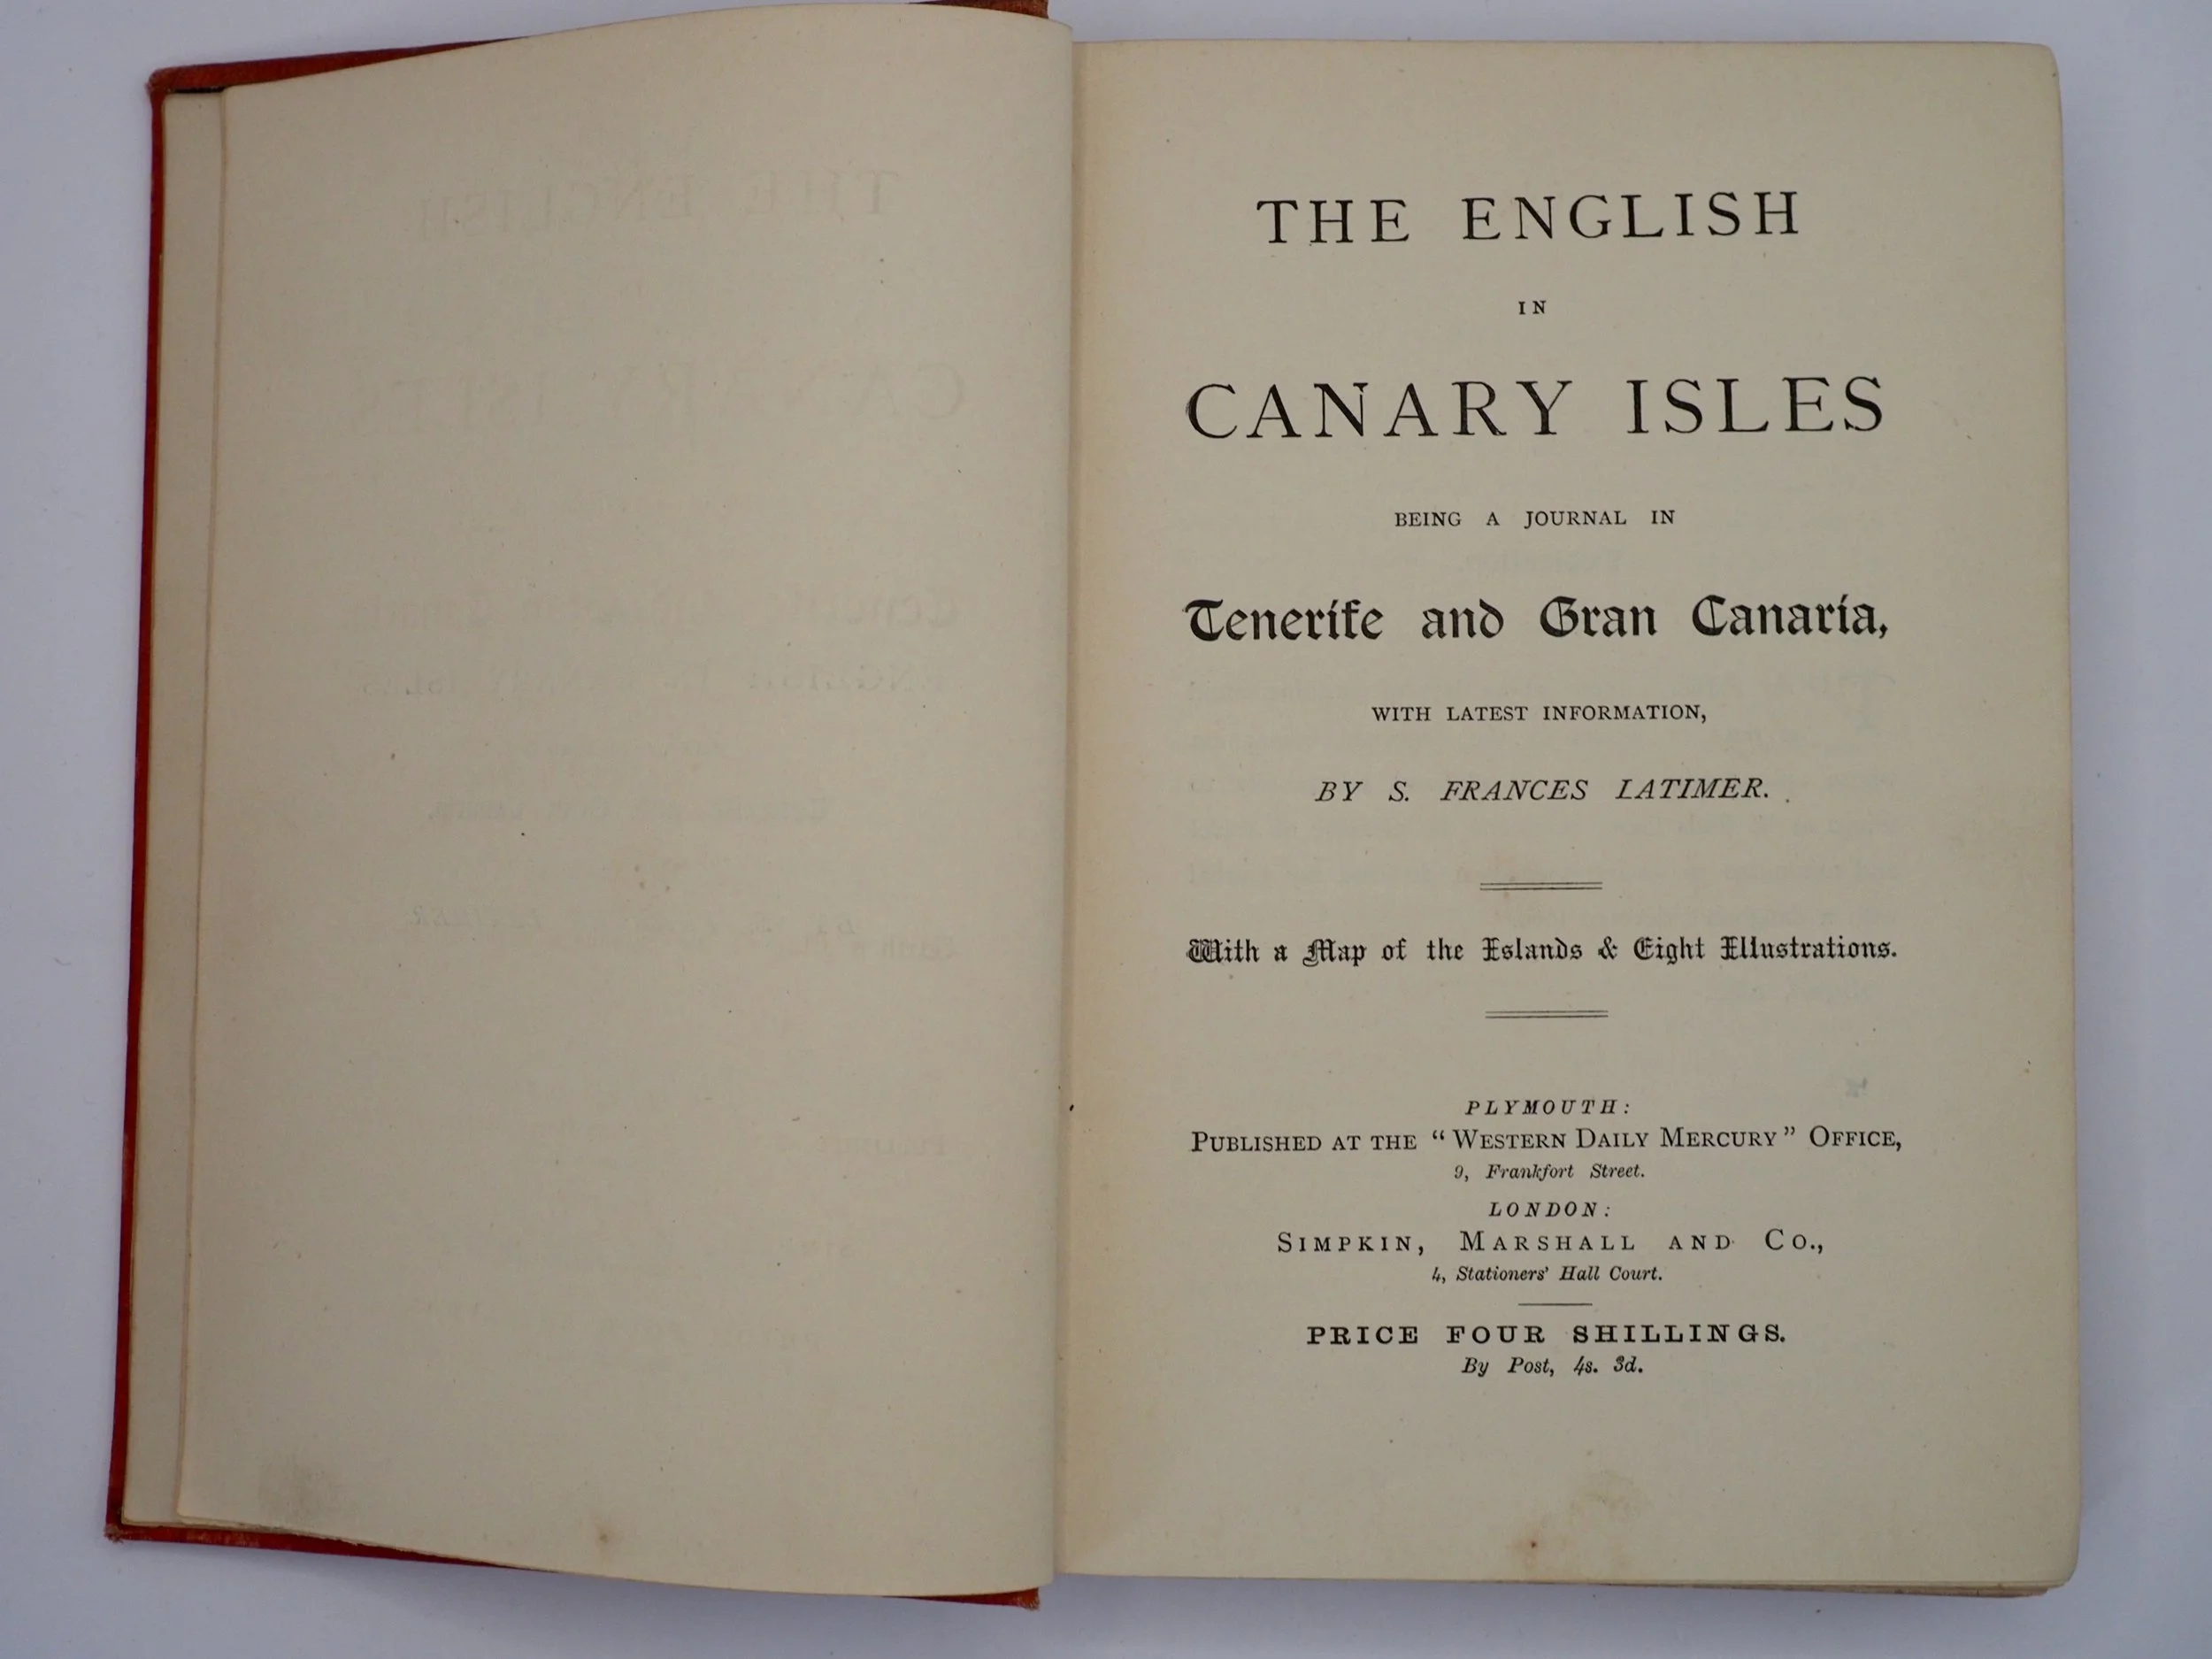 THE ENGLISH
IN
CANARY ISLES
BEING A JOURNAL IN
Tenerife and Gran Canaria,
WITH LATEST INFORMATION,
BY S. FRANCES LATIMER.
With a Map of the Islands & Eight Illustrations.
PLYMOUTH:
PUBLISHED AT THE "WESTERN DAILY MERCURY" OFFICE,
9, Frankfort Street.
LONDON:
SIMPKIN, MARSHALL AND CO.,
4, Stationers' Hall Court.
PRICE FOUR SHILLINGS.
By Post, 4s. 3d.